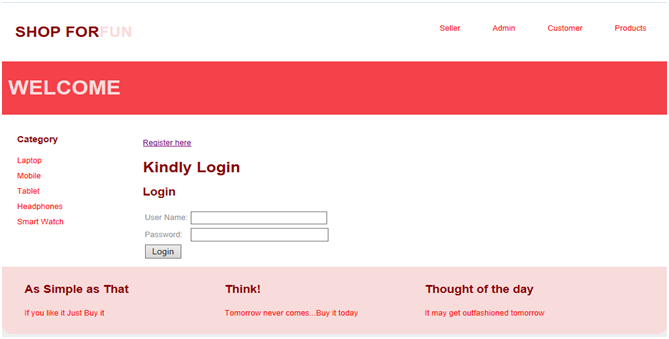 SHOP FORFUN
Seller Admin Customer Products
WELCOME
Category
Laptop
Mobile
Tablet
Headphones
Smart Watch
Register here
Kindly Login
Login
User Name:
Password:
Login
As Simple as That
If you like it Just Buy it
Think!
Tomorrow never comes...Buy it today
Thought of the day
It may get outfashioned tomorrow